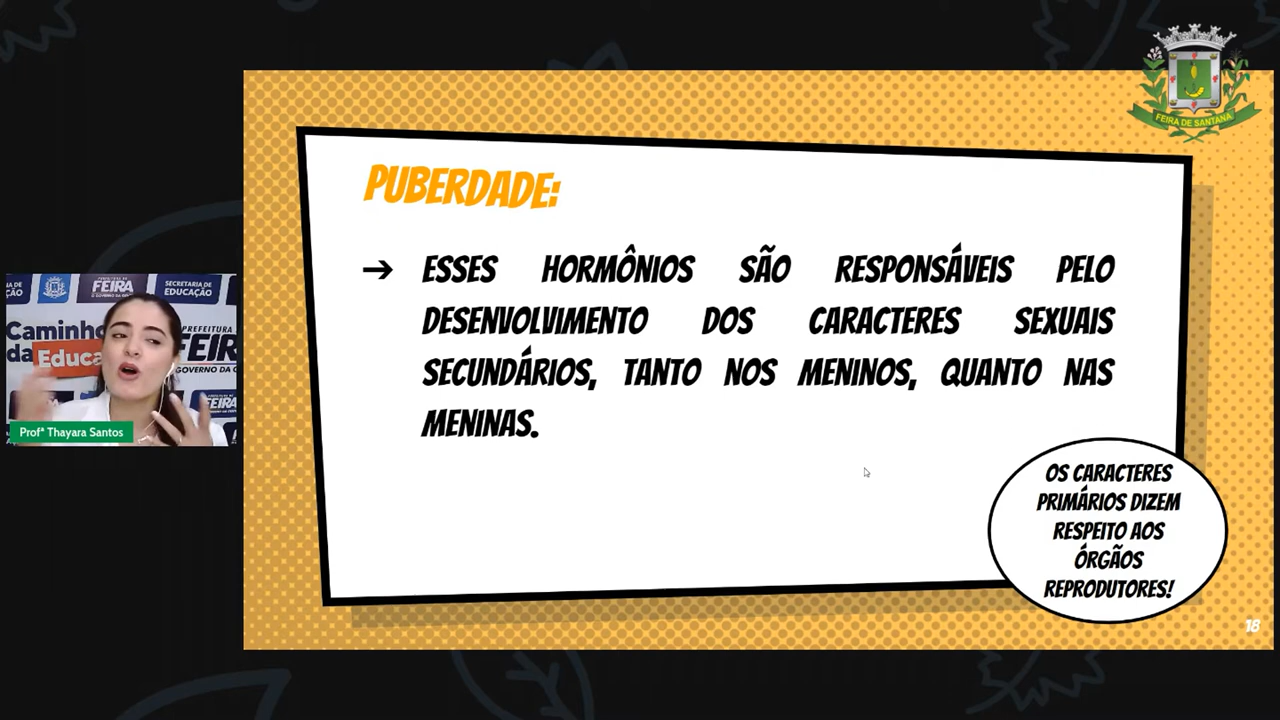 FEIRA DE SANTANA
PUBERDADE:
➔ ESSES HORMÔNIOS SÃO RESPONSÁVEIS PELO
DESENVOLVIMENTO DOS CARACTERES SEXUAIS
SECUNDÁRIOS, TANTO NOS MENINOS, QUANTO NAS
MENINAS.
OS CARACTERES
PRIMÁRIOS DIZEM
RESPEITO AOS
ÓRGÃOS
REPRODUTORES!
18
FEIRA
SECRETARIA DE
EDUCAÇÃO
Caminho
da Educa
PREFEITURA
FEIR
GOVERNO DA
Profª Thayara Santos